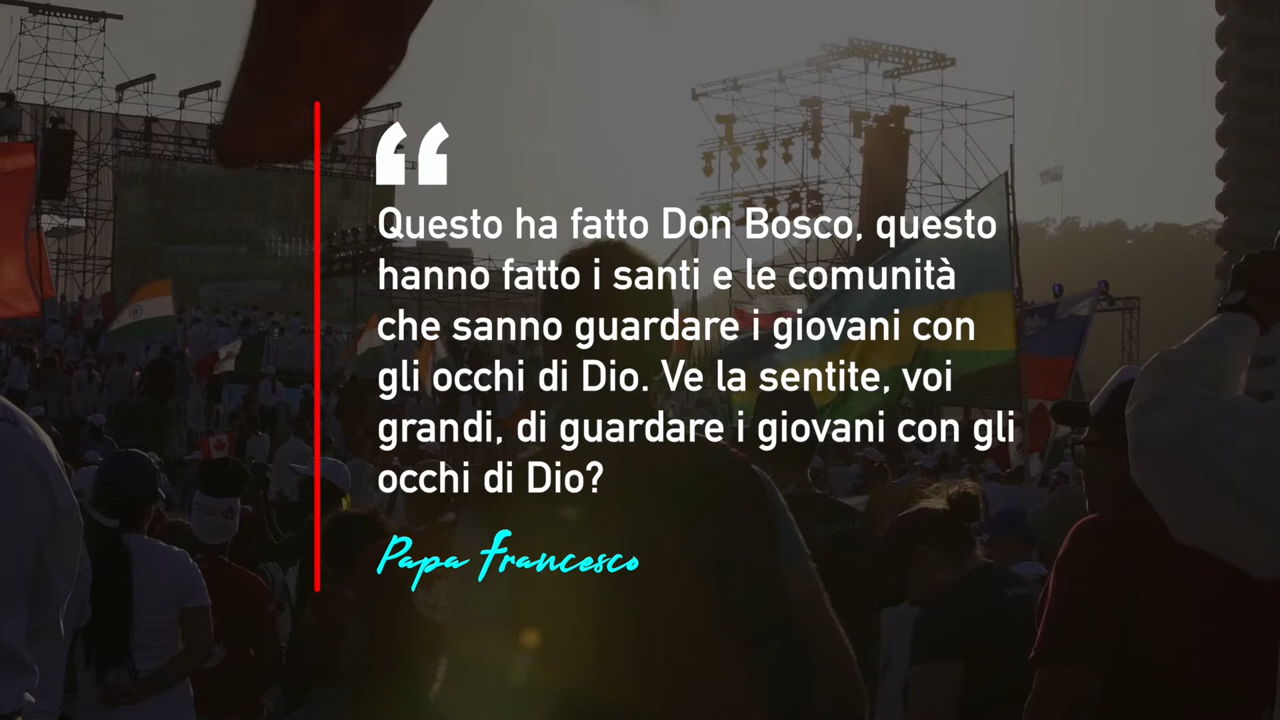 “
Questo ha fatto Don Bosco, questo
hanno fatto i santi e le comunità
che sanno guardare i giovani con
gli occhi di Dio. Ve la sentite, voi
grandi, di guardare i giovani con gli
occhi di Dio?
Papa Francesco